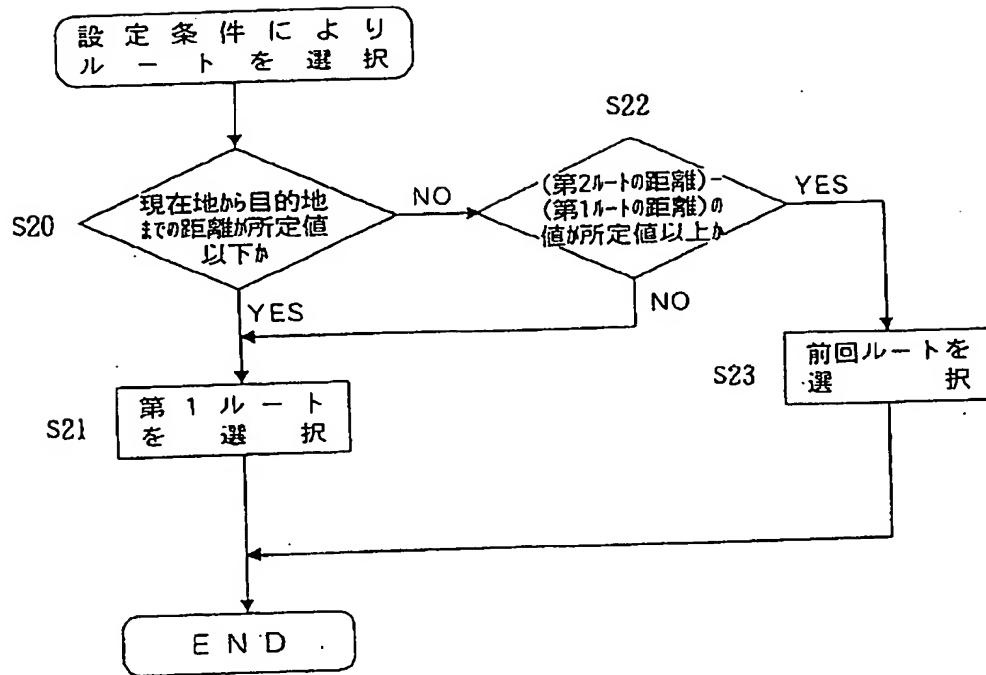 設定条件により
ルートを選択
S22
現在地から目的地
までの距離が所定値
以下か
S20
NO
(第2ルートの距離)−
(第1ルートの距離)の
値が所定値以上か
YES
YES
NO
前回ルートを
選択
S23
第1ルート
を選択
S21
END